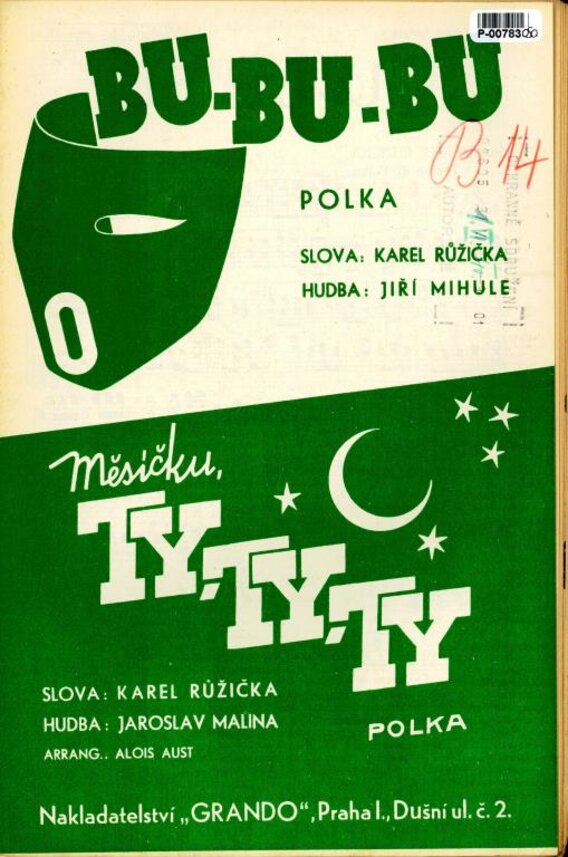 P-00783
BU-BU-BU
B 14
POLKA
SLOVA: KAREL RŮŽIČKA
HUDBA: JIŘÍ MIHULE
Měsíčku,
TY, TY, TY
SLOVA: KAREL RŮŽIČKA
HUDBA: JAROSLAV MALINA
ARRANG.. ALOIS AUST
POLKA
Nakladatelství „GRANDO“, Praha I., Dušní ul. č. 2.